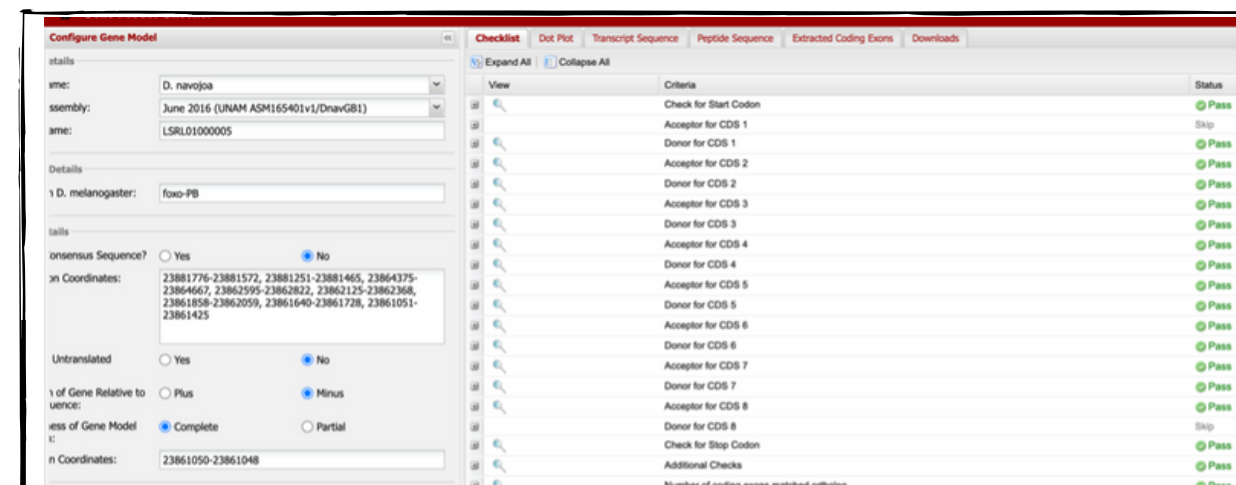 Configure Gene Model
etails
ame:
D. navojoa
ssembly:
June 2016 (UNAM ASM165401v1/DnavGB1)
ame:
LSRL01000005
Details
n D. melanogaster:
foxo-PB
tails
onsensus Sequence?
Yes
No
on Coordinates:
23881776-23881572, 23881251-23881465, 23864375-
23864667, 23862595-23862822, 23862125-23862368,
23861858-23862059, 23861640-23861728, 23861051-
23861425
Untranslated
Yes
No
n of Gene Relative to
uence:
Plus
Minus
ness of Gene Model
Complete
Partial
n Coordinates:
23861050-23861048
Checklist Dot Plot Transcript Sequence Peptide Sequence Extracted Coding Exons Downloads
Expand All Collapse All
View Criteria Status
Check for Start Codon Pass
Acceptor for CDS 1 Skip
Donor for CDS 1 Pass
Acceptor for CDS 2 Pass
Donor for CDS 2 Pass
Acceptor for CDS 3 Pass
Donor for CDS 3 Pass
Acceptor for CDS 4 Pass
Donor for CDS 4 Pass
Acceptor for CDS 5 Pass
Donor for CDS 5 Pass
Acceptor for CDS 6 Pass
Donor for CDS 6 Pass
Acceptor for CDS 7 Pass
Donor for CDS 7 Pass
Acceptor for CDS 8 Pass
Donor for CDS 8 Skip
Check for Stop Codon Pass
Additional Checks Pass
Number of coding exons matched ortholog Pass